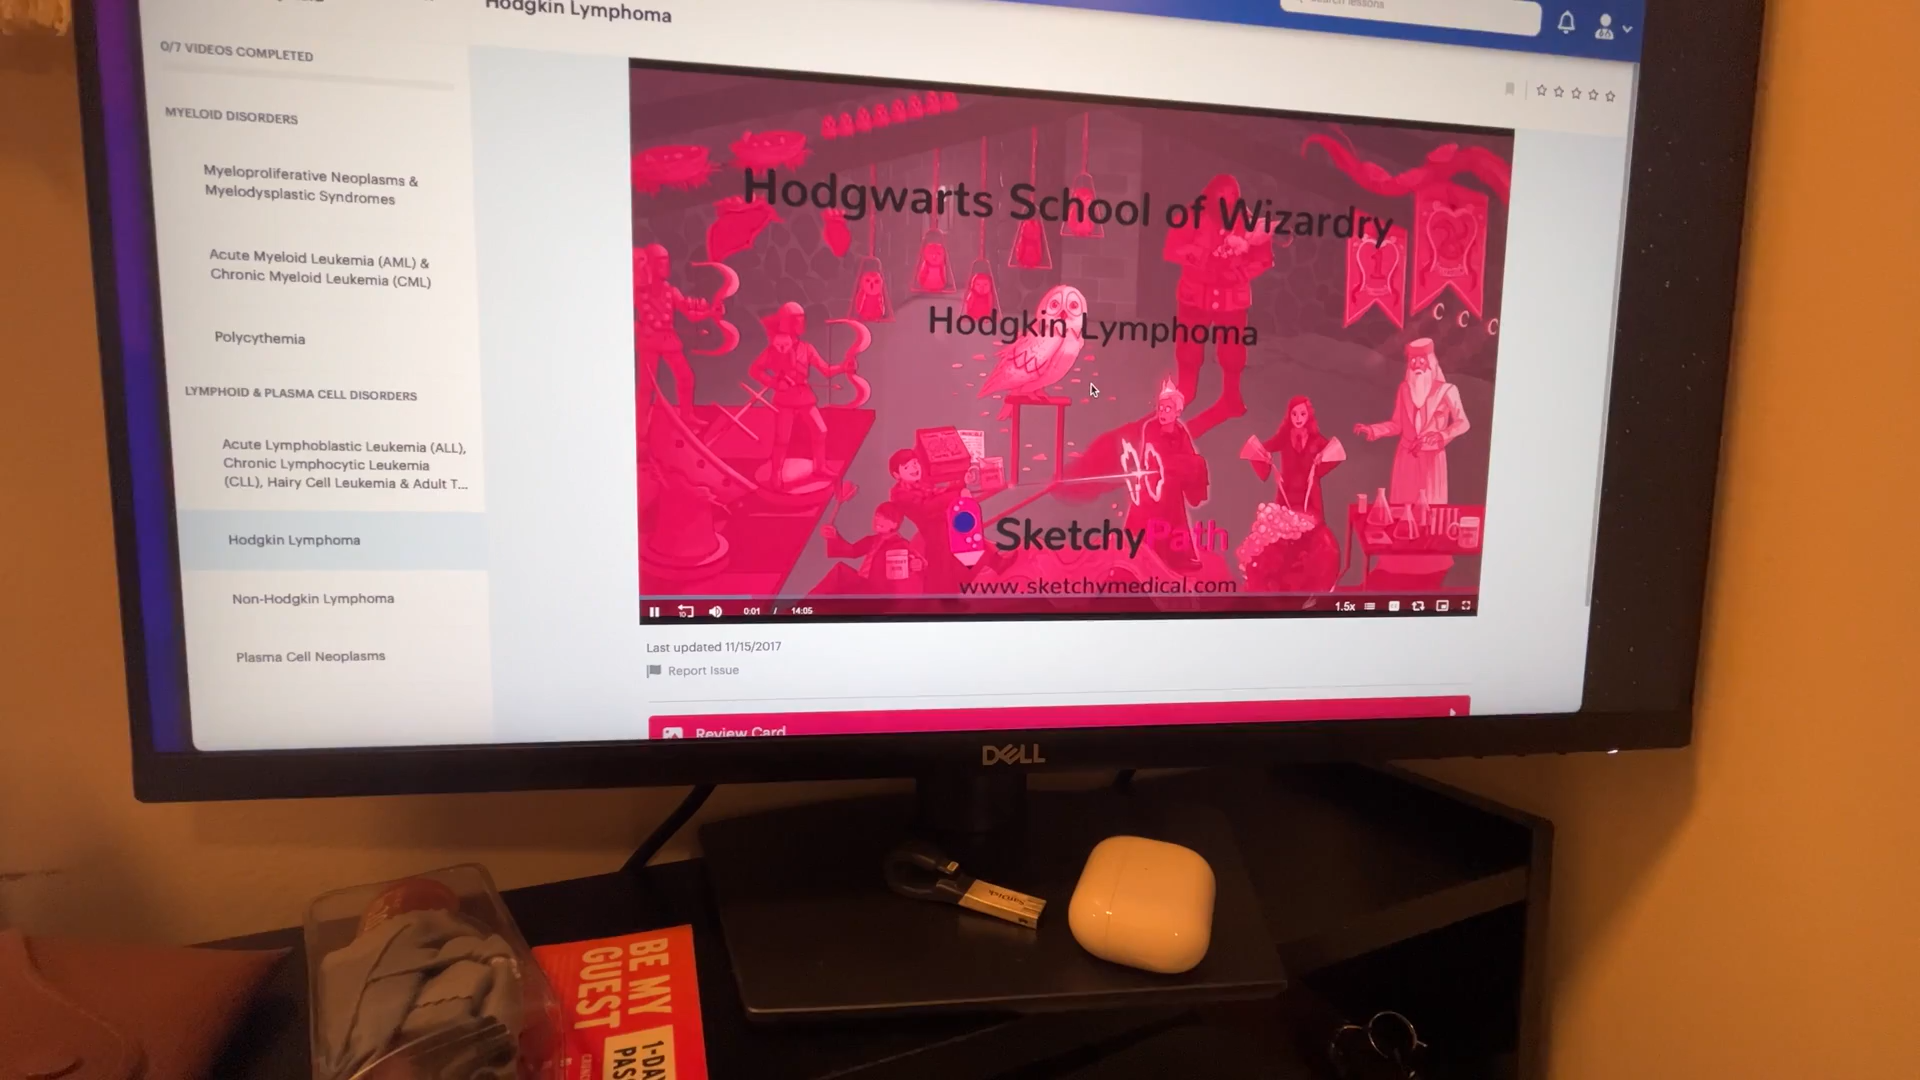 Hodgkin Lymphoma
0/7 VIDEOS COMPLETED
MYELOID DISORDERS
Myeloproliferative Neoplasms &
Myelodysplastic Syndromes
Acute Myeloid Leukemia (AML) &
Chronic Myeloid Leukemia (CML)
Polycythemia
LYMPHOID & PLASMA CELL DISORDERS
Acute Lymphoblastic Leukemia (ALL),
Chronic Lymphocytic Leukemia
(CLL), Hairy Cell Leukemia & Adult T...
Hodgkin Lymphoma
Non-Hodgkin Lymphoma
Plasma Cell Neoplasms
lessons
Hodgwarts School of Wizardry
Hodgkin Lymphoma
SketchyPath
www.sketchymedical.com
0:01 / 14:05
1.5x
Last updated 11/15/2017
Report Issue
Review Card
DELL
SanDisk
BE MY
GUEST
1-DAY
PAS